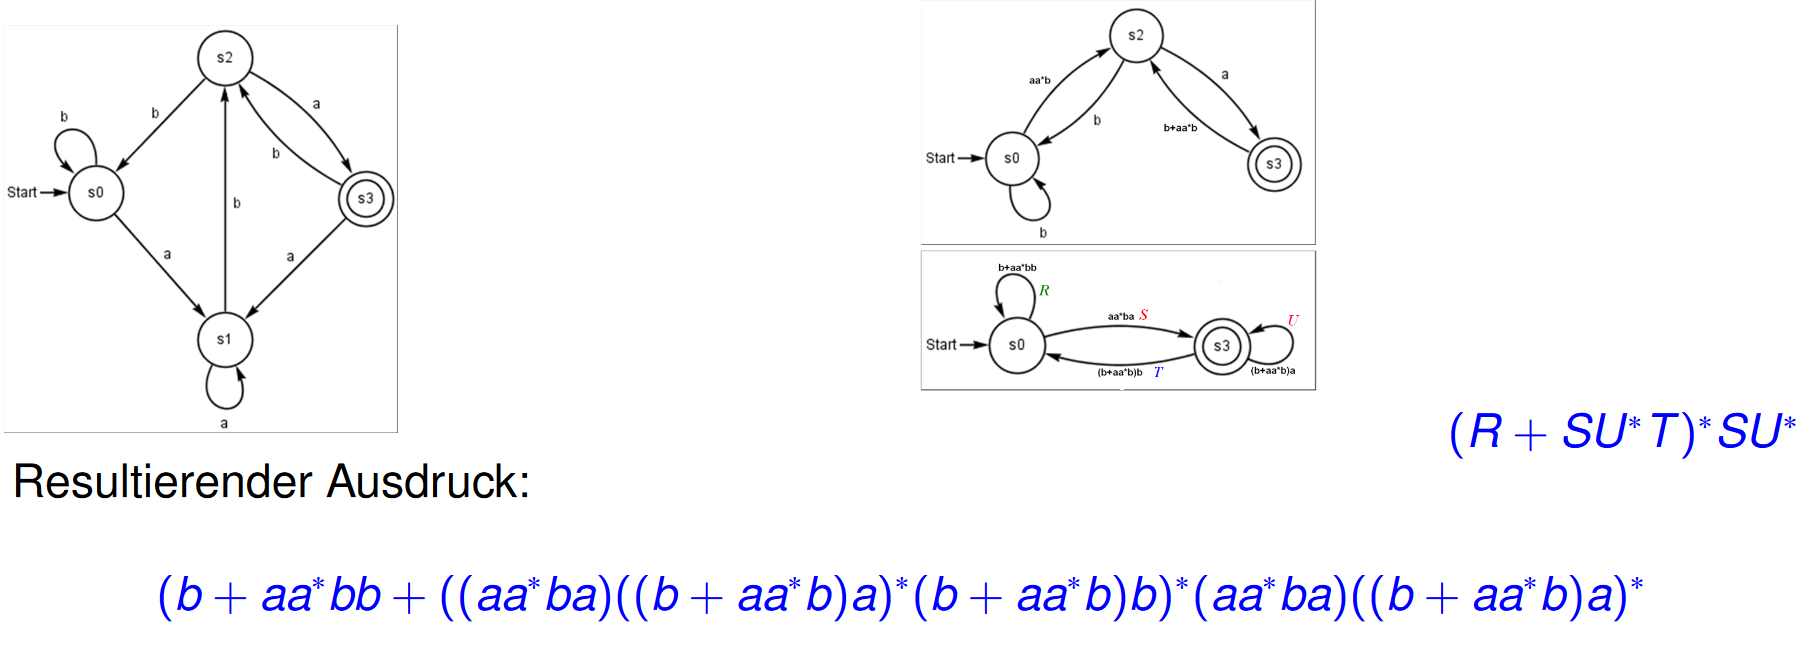 s2
b
a
b
b
Start
s0
s3
b
a
a
s1
a
s2
aa*b
a
b
b+aa*b
Start
s0
s3
b
b+aa*bb
R
aa*ba S
U
Start
s0
s3
(b+aa*b)b T
(b+aa*b)a
(R + SU* T)* SU*
Resultierender Ausdruck:
(b + aa*bb + ((aa*ba)((b + aa*b)a)*(b + aa*b)b)*(aa*ba)((b + aa*b)a)*